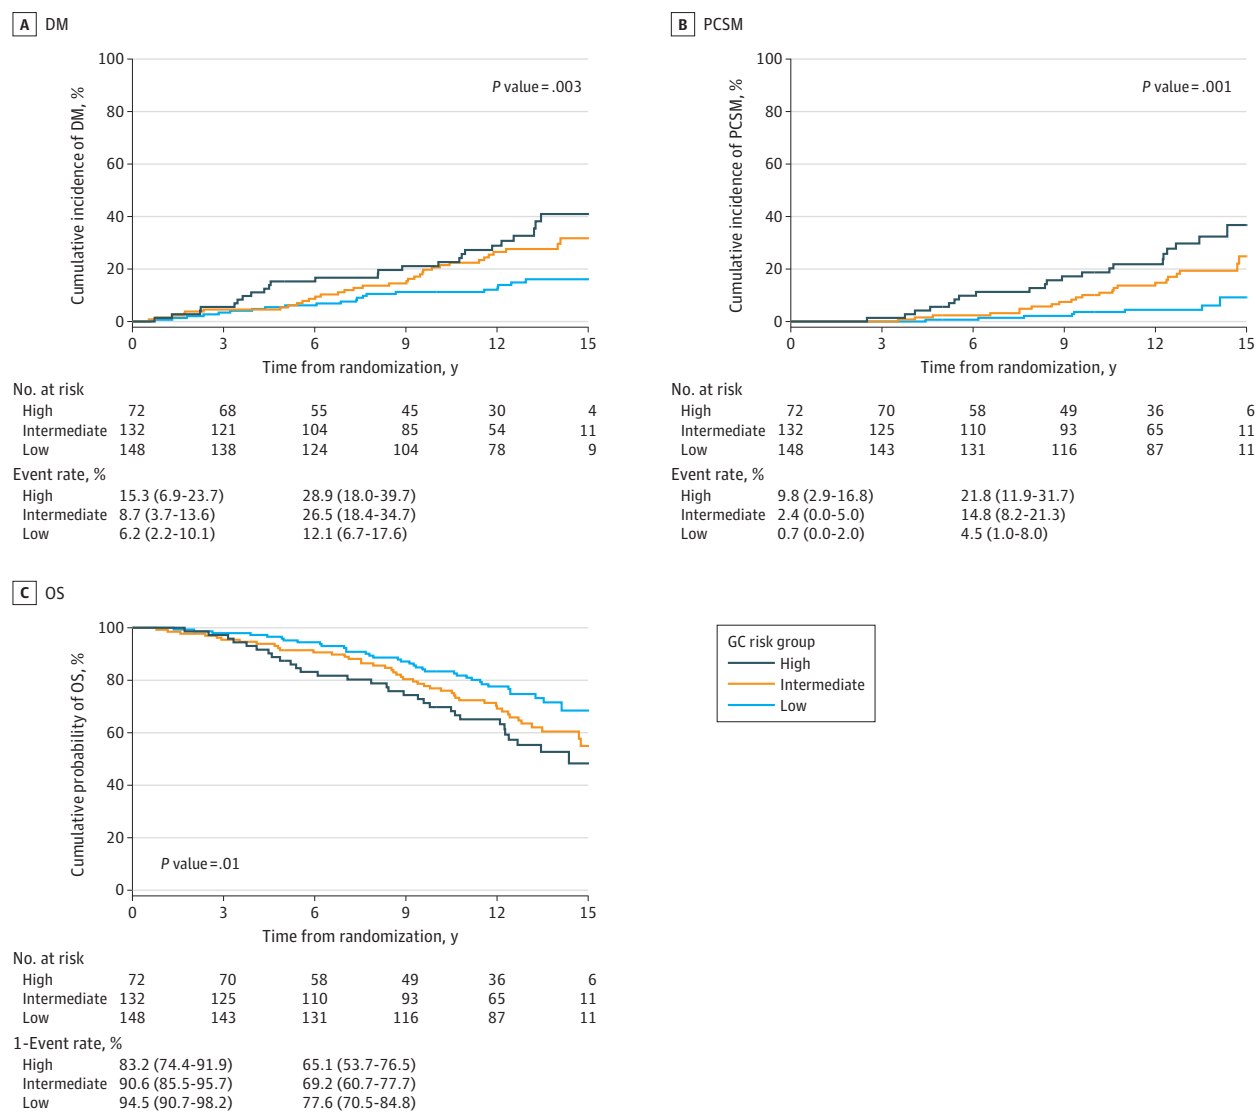 A DM
100
80
60
40
20
0
Cumulative incidence of DM, %
P value = .003
0 3 6 9 12 15
Time from randomization, y
No. at risk
High 72 68 55 45 30 4
Intermediate 132 121 104 85 54 11
Low 148 138 124 104 78 9
Event rate, %
High 15.3 (6.9-23.7) 28.9 (18.0-39.7)
Intermediate 8.7 (3.7-13.6) 26.5 (18.4-34.7)
Low 6.2 (2.2-10.1) 12.1 (6.7-17.6)
B PCSM
100
80
60
40
20
0
Cumulative incidence of PCSM, %
P value = .001
0 3 6 9 12 15
Time from randomization, y
No. at risk
High 72 70 58 49 36 6
Intermediate 132 125 110 93 65 11
Low 148 143 131 116 87 11
Event rate, %
High 9.8 (2.9-16.8) 21.8 (11.9-31.7)
Intermediate 2.4 (0.0-5.0) 14.8 (8.2-21.3)
Low 0.7 (0.0-2.0) 4.5 (1.0-8.0)
C OS
100
80
60
40
20
0
Cumulative probability of OS, %
P value =.01
0 3 6 9 12 15
Time from randomization, y
No. at risk
High 72 70 58 49 36 6
Intermediate 132 125 110 93 65 11
Low 148 143 131 116 87 11
1-Event rate, %
High 83.2 (74.4-91.9) 65.1 (53.7-76.5)
Intermediate 90.6 (85.5-95.7) 69.2 (60.7-77.7)
Low 94.5 (90.7-98.2) 77.6 (70.5-84.8)
GC risk group
High
Intermediate
Low